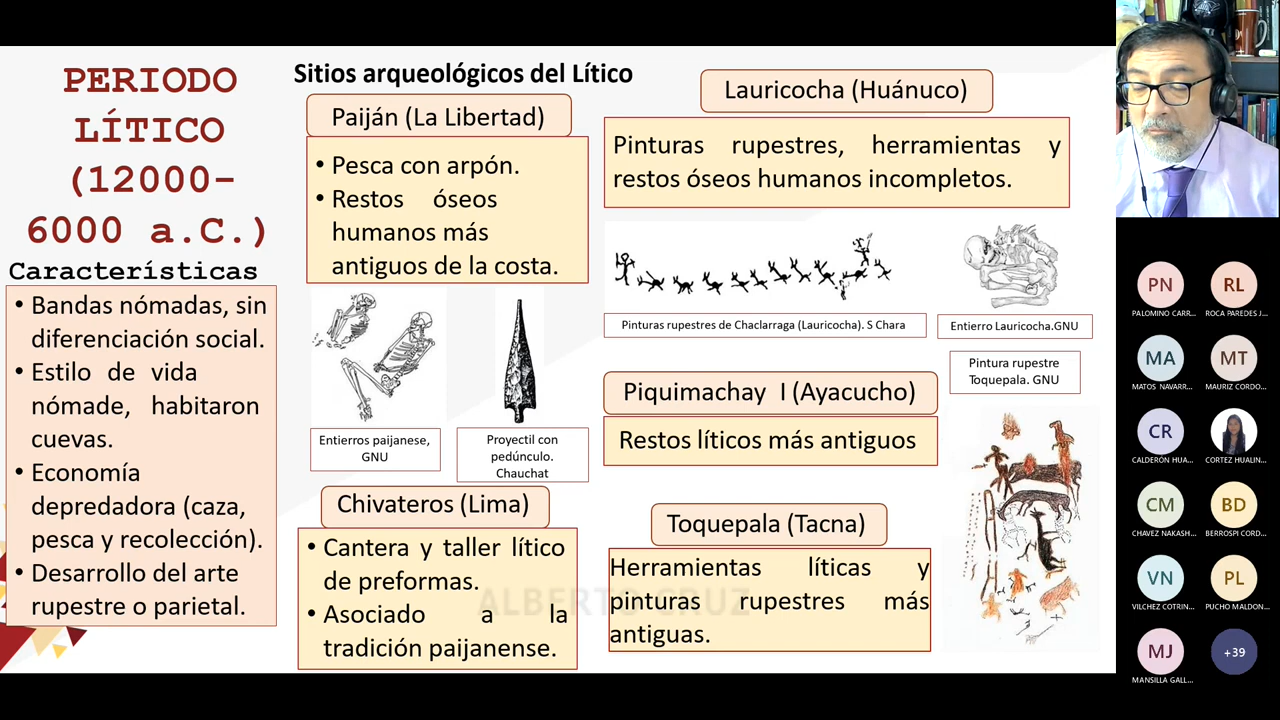 PERIODO
LÍTICO
(12000-
6000 a.C.)
Características
• Bandas nómadas, sin
diferenciación social.
• Estilo de vida
nómade, habitaron
cuevas.
• Economía
depredadora (caza,
pesca y recolección).
• Desarrollo del arte
rupestre o parietal.
Sitios arqueológicos del Lítico
Paiján (La Libertad)
• Pesca con arpón.
• Restos óseos
humanos más
antiguos de la costa.
Entierros paijanese,
GNU
Proyectil con
pedúnculo.
Chauchat
Chivateros (Lima)
• Cantera y taller lítico
de preformas.
• Asociado a la
tradición paijanense.
Lauricocha (Huánuco)
Pinturas rupestres, herramientas y
restos óseos humanos incompletos.
Pinturas rupestres de Chaclarraga (Lauricocha). S Chara
Entierro Lauricocha.GNU
Pintura rupestre
Toquepala. GNU
Piquimachay I (Ayacucho)
Restos líticos más antiguos
Toquepala (Tacna)
Herramientas líticas y
pinturas rupestres más
antiguas.
ALBERTO CRUZ
PN
PALOMINO CARR...
RL
ROCA PAREDES J...
MA
MATOS NAVARR...
MT
MAURIZ CORDO...
CR
CALDERÓN HUA...
CORTEZ HUALIN...
CM
CHAVEZ NAKASH...
BD
BERROSPI CORD...
VN
VILCHEZ COTRIN...
PL
PUCHO MALDON...
MJ
MANSILLA GALL...
+39